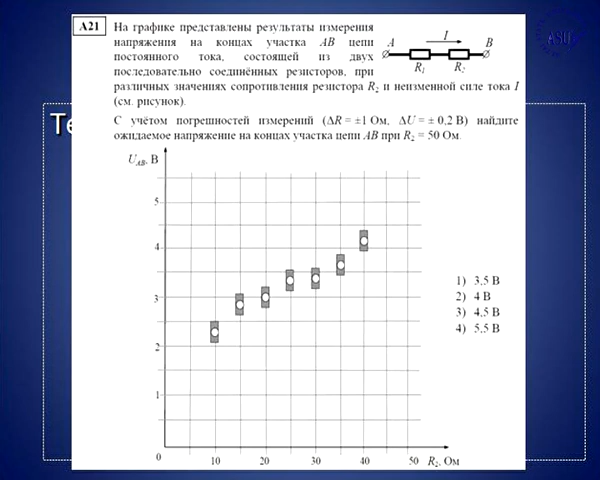 A21
На графике представлены результаты измерения
напряжения на концах участка AB цепи
постоянного тока, состоящей из двух
последовательно соединённых резисторов, при
различных значениях сопротивления резистора R₂ и неизменной силе тока I
(см. рисунок).
A I B
R₁ R₂
ASU
Те
С учётом погрешностей измерений (ΔR = ±1 Ом, ΔU = ± 0,2 В) найдите
ожидаемое напряжение на концах участка цепи AB при R₂ = 50 Ом.
U_AB, В
5
4
3
2
1
0 10 20 30 40 50 R₂, Ом
1) 3.5 В
2) 4 В
3) 4.5 В
4) 5.5 В